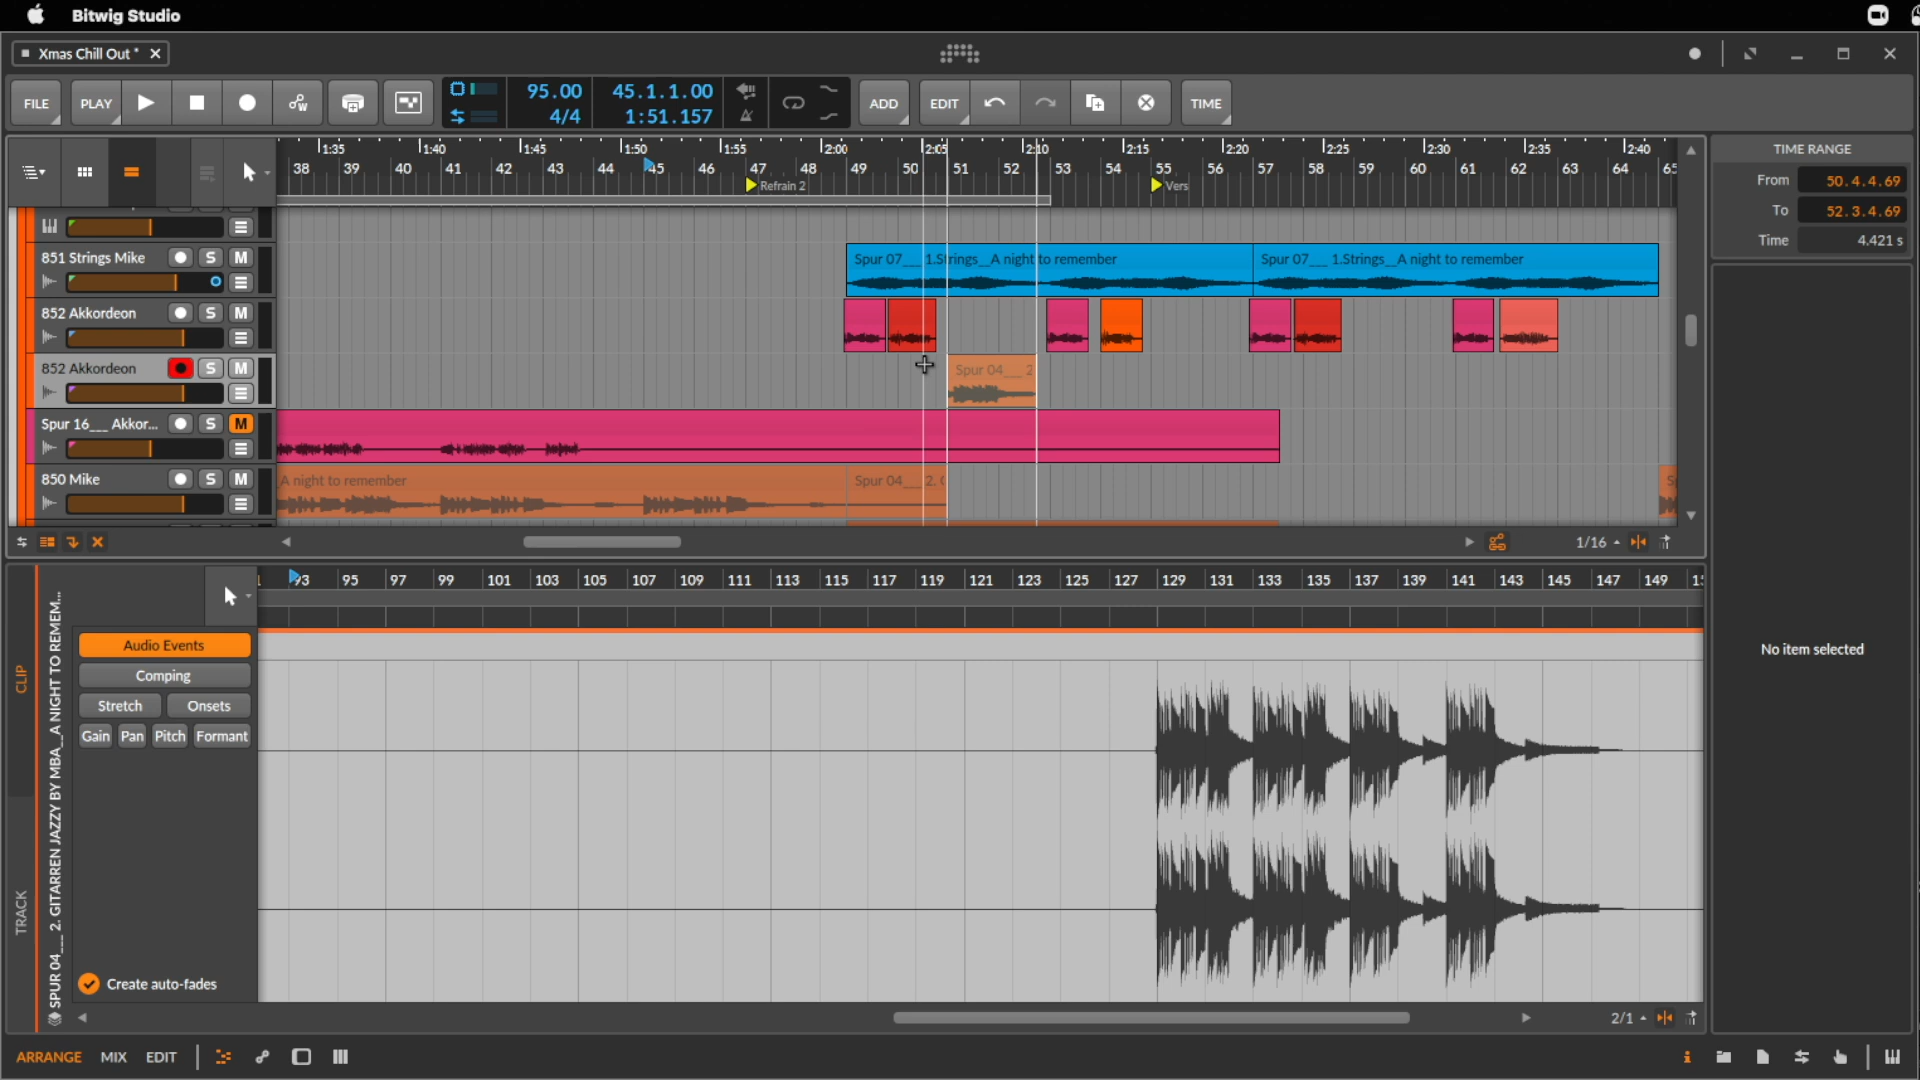 Bitwig Studio
Xmas Chill Out *
FILE PLAY 95.00 4/4 45.1.1.00 1:51.157 ADD EDIT TIME
1:35 1:40 1:45 1:50 1:55 2:00 2:05 2:10 2:15 2:20 2:25 2:30 2:35 2:40
38 39 40 41 42 43 44 45 46 47 48 49 50 51 52 53 54 55 56 57 58 59 60 61 62 63 64 65
Refrain 2 Vers
TIME RANGE
From 50.4.4.69
To 52.3.4.69
Time 4.421 s
851 Strings Mike S M
Spur 07___ 1.Strings__A night to remember Spur 07___ 1.Strings__A night to remember
852 Akkordeon S M
852 Akkordeon S M
Spur 04___ 2
Spur 16___ Akkor... S M
850 Mike S M
A night to remember Spur 04___ 2.
1/16
93 95 97 99 101 103 105 107 109 111 113 115 117 119 121 123 125 127 129 131 133 135 137 139 141 143 145 147 149
CLIP
TRACK
SPUR 04___ 2. GITARREN JAZZY BY MBA__A NIGHT TO REMEM...
Audio Events
Comping
Stretch Onsets
Gain Pan Pitch Formant
Create auto-fades
No item selected
2/1
ARRANGE MIX EDIT